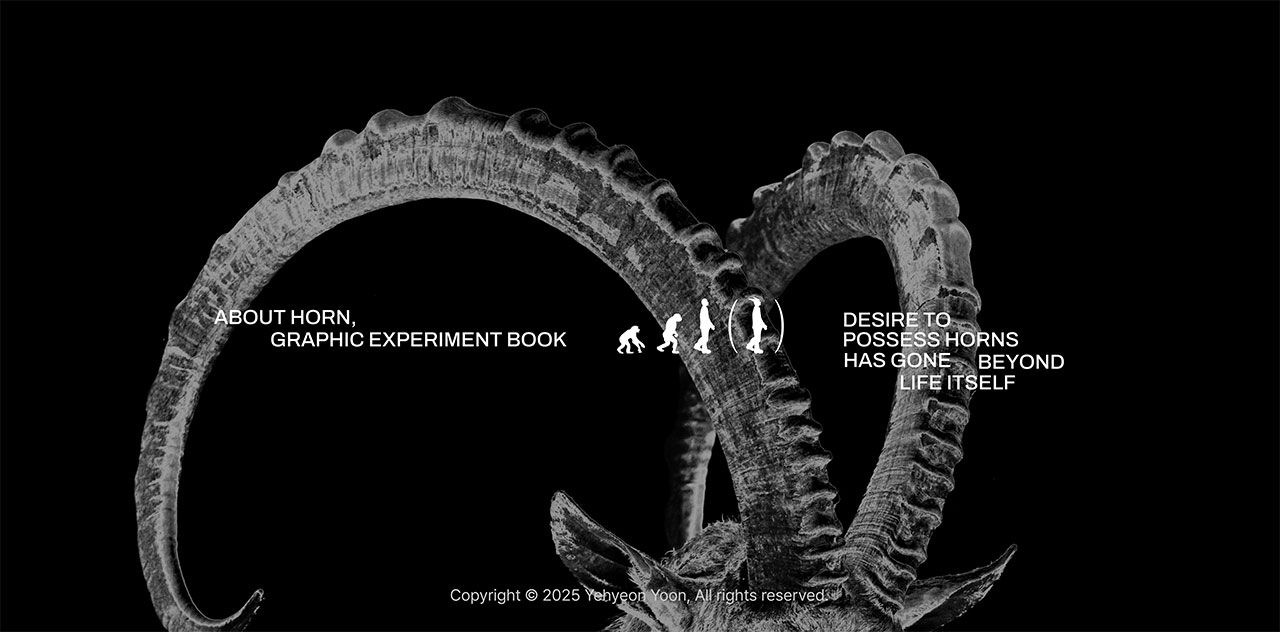 ABOUT HORN,
GRAPHIC EXPERIMENT BOOK
DESIRE TO
POSSESS HORNS
HAS GONE BEYOND
LIFE ITSELF
Copyright © 2025 Yehyeon Yoon, All rights reserved.